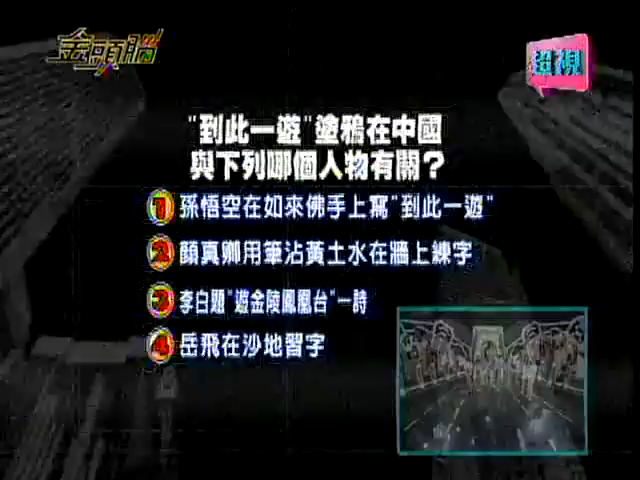 金頭腦
超視
"到此一遊"塗鴉在中國
與下列哪個人物有關？
1 孫悟空在如來佛手上寫"到此一遊"
2 顏真卿用筆沾黃土水在牆上練字
3 李白題"遊金陵鳳凰台"一詩
4 岳飛在沙地習字